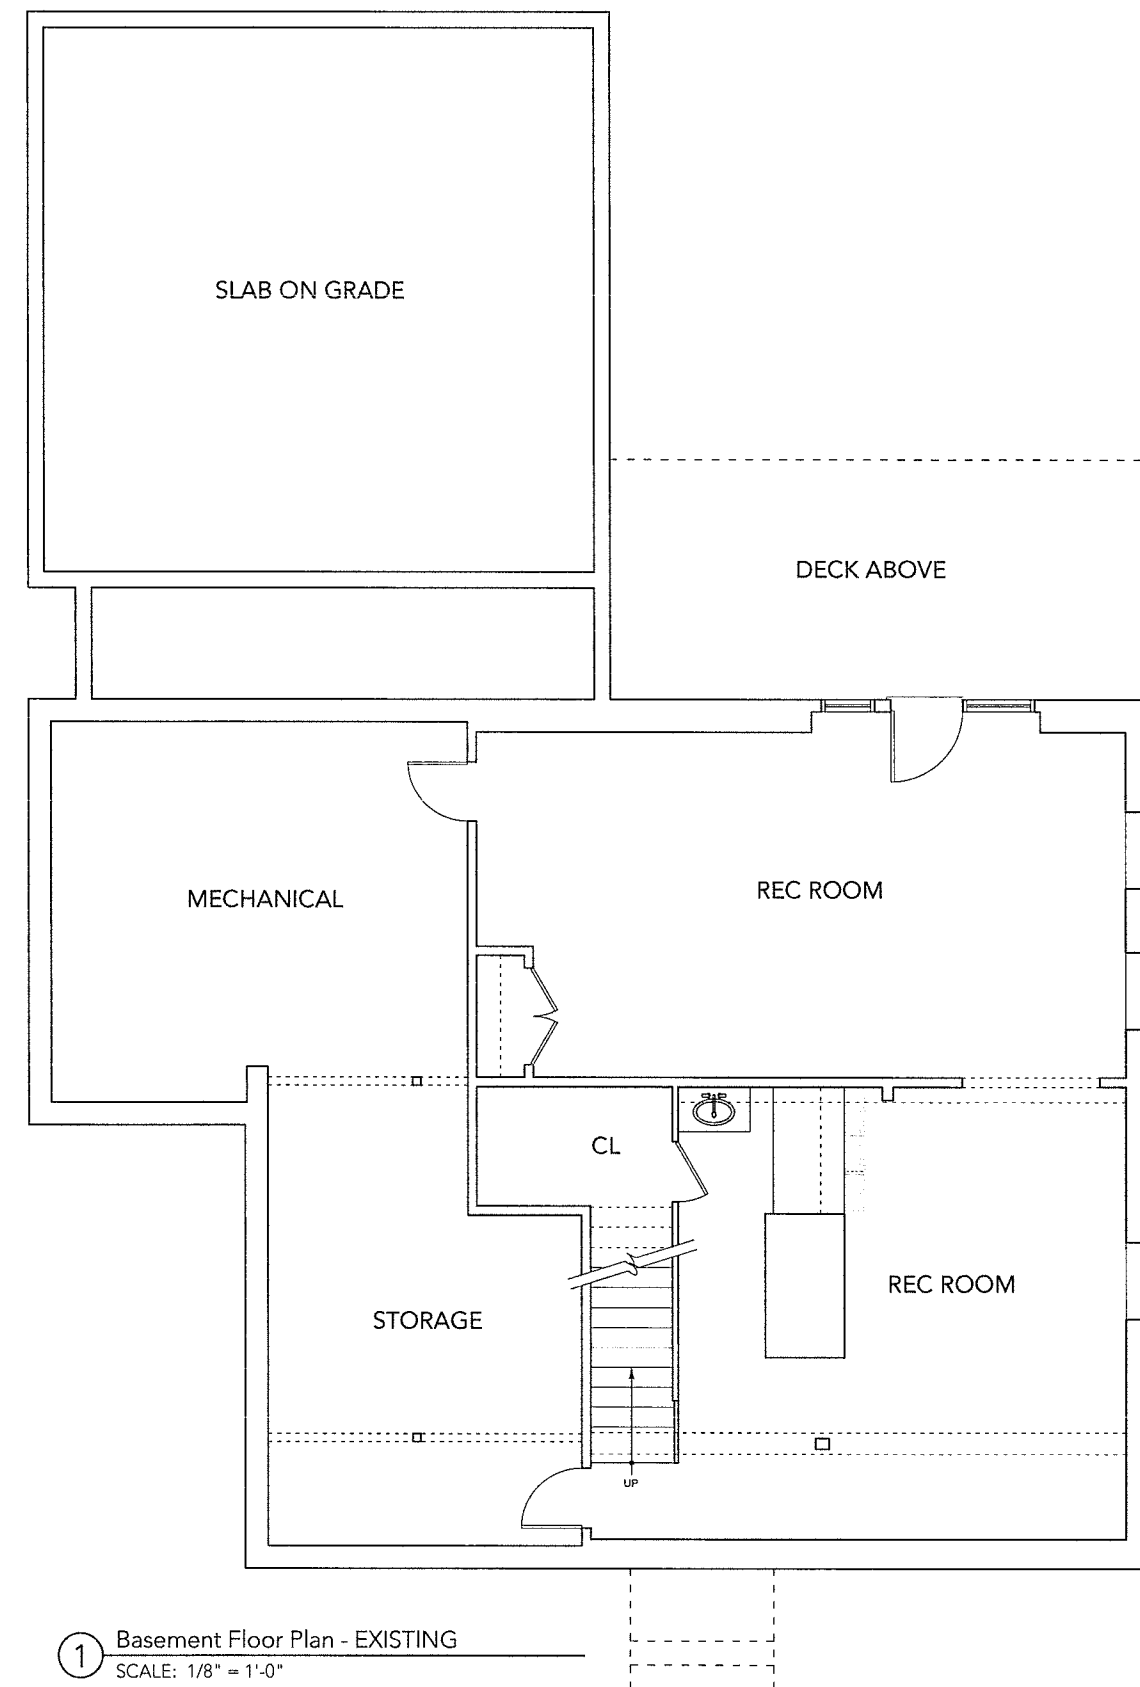 SLAB ON GRADE
DECK ABOVE
MECHANICAL
REC ROOM
CL
REC ROOM
STORAGE
UP
1
Basement Floor Plan - EXISTING
SCALE: 1/8" = 1'-0"